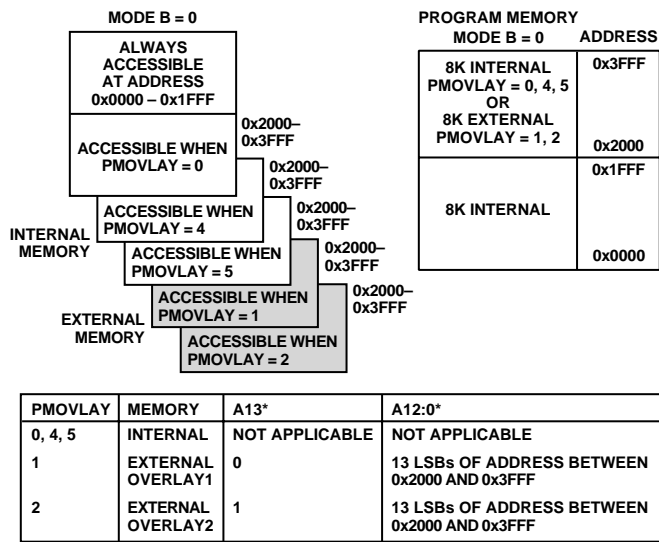 MODE B = 0
ALWAYS
ACCESSIBLE
AT ADDRESS
0x0000 – 0x1FFF
0x2000–
0x3FFF
ACCESSIBLE WHEN
PMOVLAY = 0
0x2000–
0x3FFF
ACCESSIBLE WHEN
PMOVLAY = 4
0x2000–
0x3FFF
INTERNAL
MEMORY
ACCESSIBLE WHEN
PMOVLAY = 5
0x2000–
0x3FFF
ACCESSIBLE WHEN
PMOVLAY = 1
0x2000–
0x3FFF
EXTERNAL
MEMORY
ACCESSIBLE WHEN
PMOVLAY = 2
PROGRAM MEMORY
MODE B = 0 ADDRESS
8K INTERNAL
PMOVLAY = 0, 4, 5
OR
8K EXTERNAL
PMOVLAY = 1, 2
0x3FFF
0x2000
8K INTERNAL
0x1FFF
0x0000
PMOVLAY MEMORY A13* A12:0*
0, 4, 5 INTERNAL NOT APPLICABLE NOT APPLICABLE
1 EXTERNAL 0 13 LSBs OF ADDRESS BETWEEN
OVERLAY1 0x2000 AND 0x3FFF
2 EXTERNAL 1 13 LSBs OF ADDRESS BETWEEN
OVERLAY2 0x2000 AND 0x3FFF